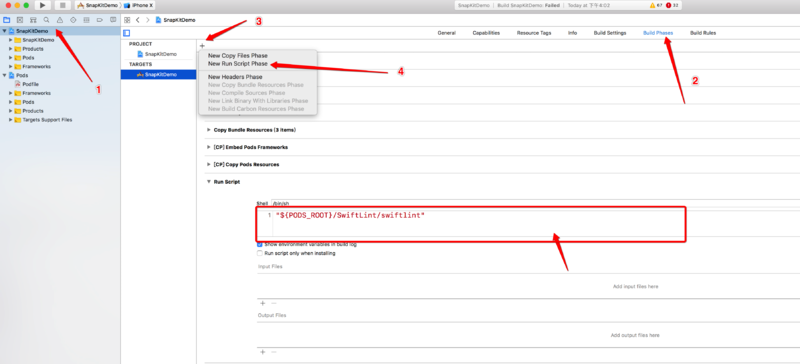 SnapKitDemo
iPhone X
SnapKitDemo
Build SnapKitDemo: Failed
Today at 下午4:02
67
32
3
SnapKitDemo
General
Capabilities
Resource Tags
Info
Build Settings
Build Phases
Build Rules
SnapKitDemo
SnapKitDemo
Products
Pods
Frameworks
Pods
Podfile
Frameworks
Pods
Products
Targets Support Files
1
PROJECT
SnapKitDemo
TARGETS
SnapKitDemo
+
New Copy Files Phase
New Run Script Phase
New Headers Phase
New Copy Bundle Resources Phase
New Compile Sources Phase
New Link Binary With Libraries Phase
New Build Carbon Resources Phase
4
2
Copy Bundle Resources (3 items)
[CP] Embed Pods Frameworks
[CP] Copy Pods Resources
Run Script
Shell /bin/sh
1 "${PODS_ROOT}/SwiftLint/swiftlint"
Show environment variables in build log
Run script only when installing
Input Files
Add input files here
+ −
Output Files
Add output files here
+ −